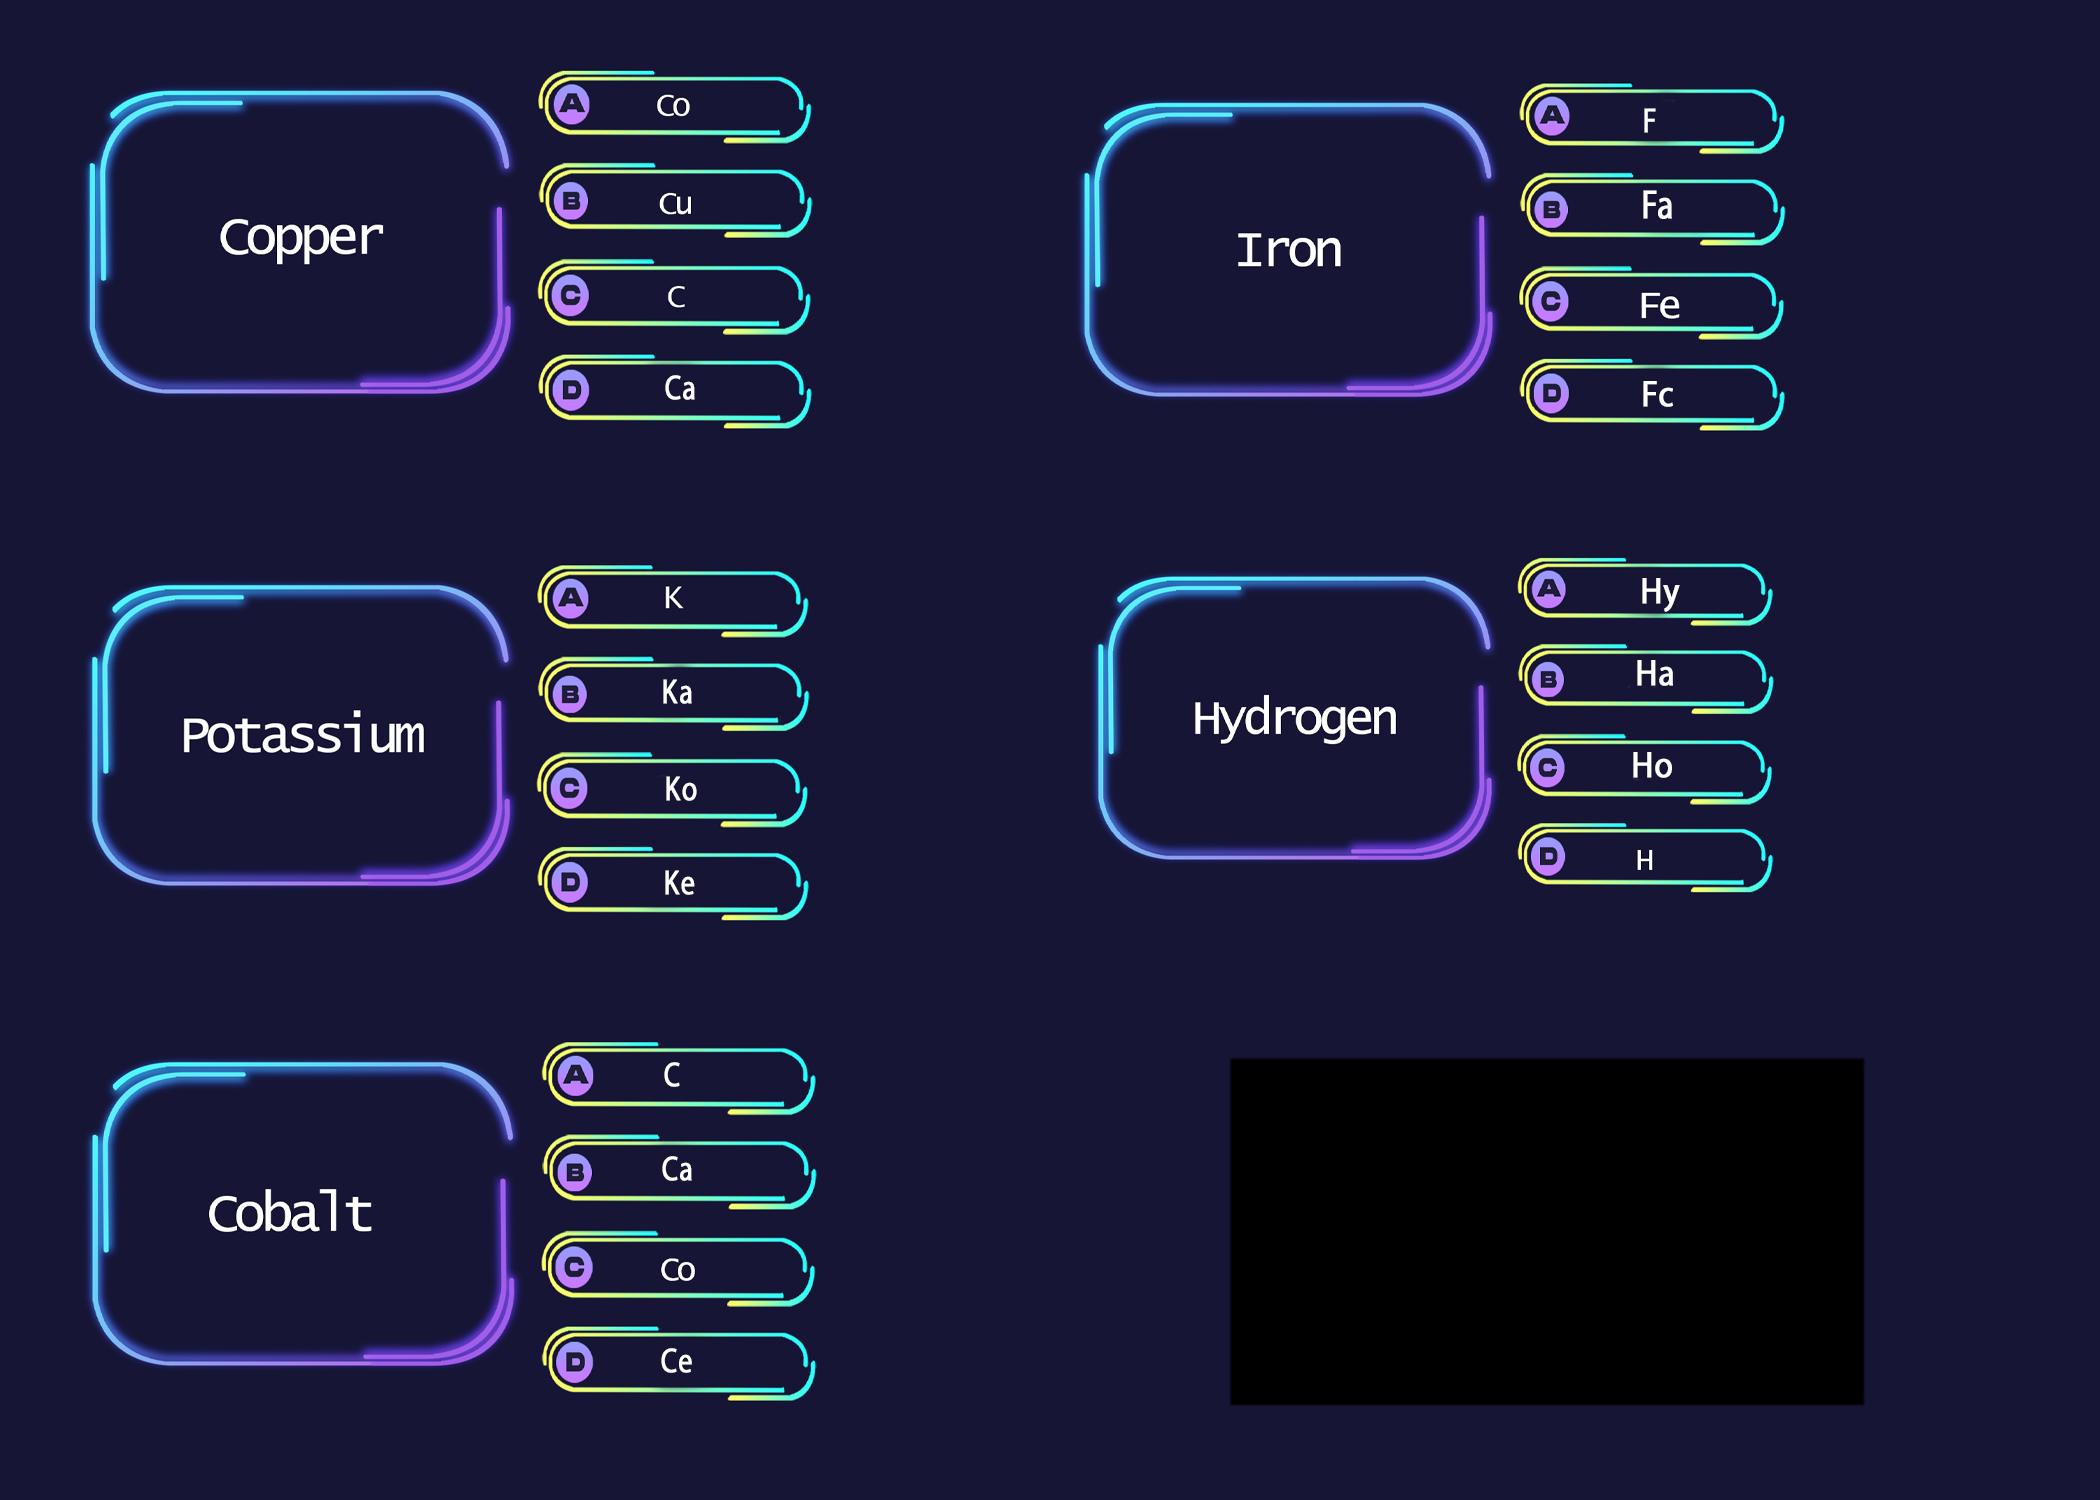 Copper
A Co
B Cu
C C
D Ca
Iron
A F
B Fa
C Fe
D Fc
Potassium
A K
B Ka
C Ko
D Ke
Hydrogen
A Hy
B Ha
C Ho
D H
Cobalt
A C
B Ca
C Co
D Ce